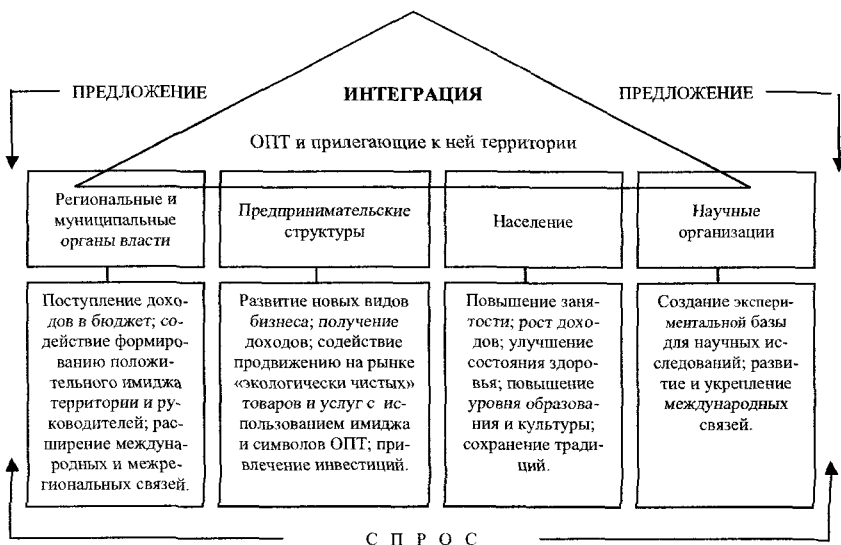 ПРЕДЛОЖЕНИЕ
ИНТЕГРАЦИЯ
ПРЕДЛОЖЕНИЕ
ОПТ и прилегающие к ней территории
Региональные и
муниципальные
органы власти
Предпринимательские
структуры
Население
Научные
организации
Поступление дохо-
дов в бюджет; со-
действие формиро-
ванию положи-
тельного имиджа
территории и ру-
ководителей; рас-
ширение междуна-
родных и межре-
гиональных связей.
Развитие новых видов
бизнеса; получение
доходов; содействие
продвижению на рынке
«экологически чистых»
товаров и услуг с ис-
пользованием имиджа
и символов ОПТ; при-
влечение инвестиций.
Повышение заня-
тости; рост дохо-
дов; улучшение
состояния здоро-
вья; повышение
уровня образова-
ния и культуры;
сохранение тради-
ций.
Создание экспери-
ментальной базы
для научных ис-
следований; разви-
тие и укрепление
международных
связей.
С П Р О С